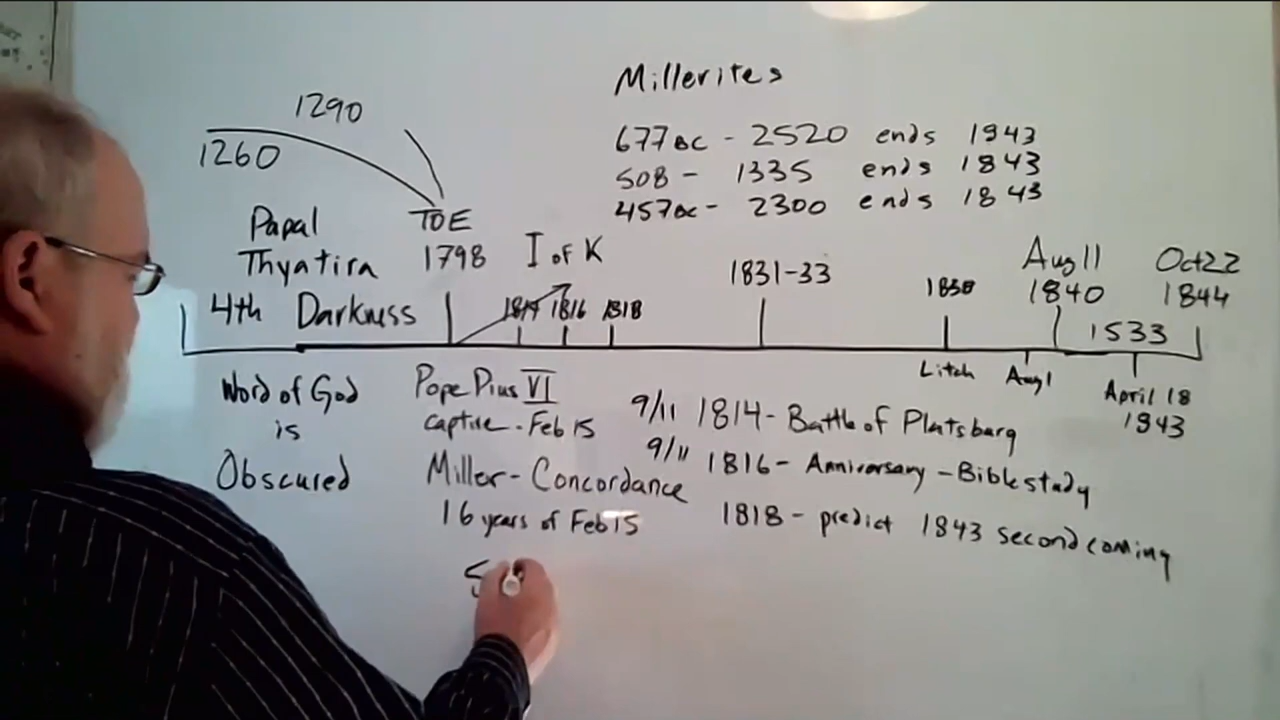 Millerites
1290
1260
677BC - 2520 ends 1943
508 - 1335 ends 1843
457BC - 2300 ends 1843
Papal TOE
Thyatira 1798 I of K
1831-33
Aug 11 Oct 22
1840 1844
4th Darkness
1814 1816 1818
1838
1533
Litch Aug 1 April 18
1843
Word of God
is
Obscured
Pope Pius VI
captive - Feb 15
Miller - Concordance
16 years of Feb 15
9/11 1814 - Battle of Platsburg
9/11 1816 - Anniversary - Bible study
1818 - predict 1843 second coming